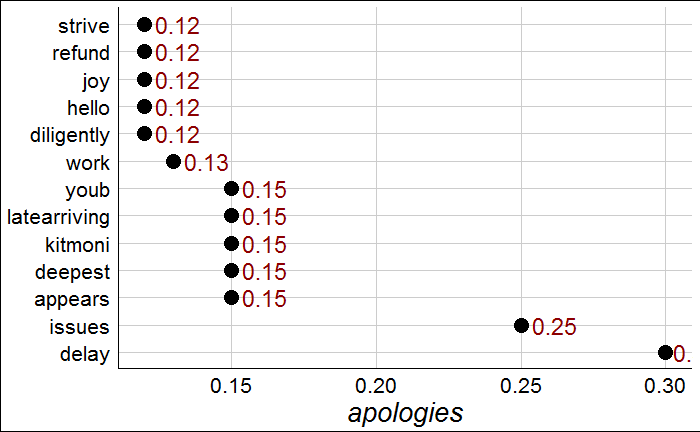 strive 0.12
refund 0.12
joy 0.12
hello 0.12
diligently 0.12
work 0.13
youb 0.15
latearriving 0.15
kitmoni 0.15
deepest 0.15
appears 0.15
issues 0.25
delay 0.
0.15 0.20 0.25 0.30
apologies